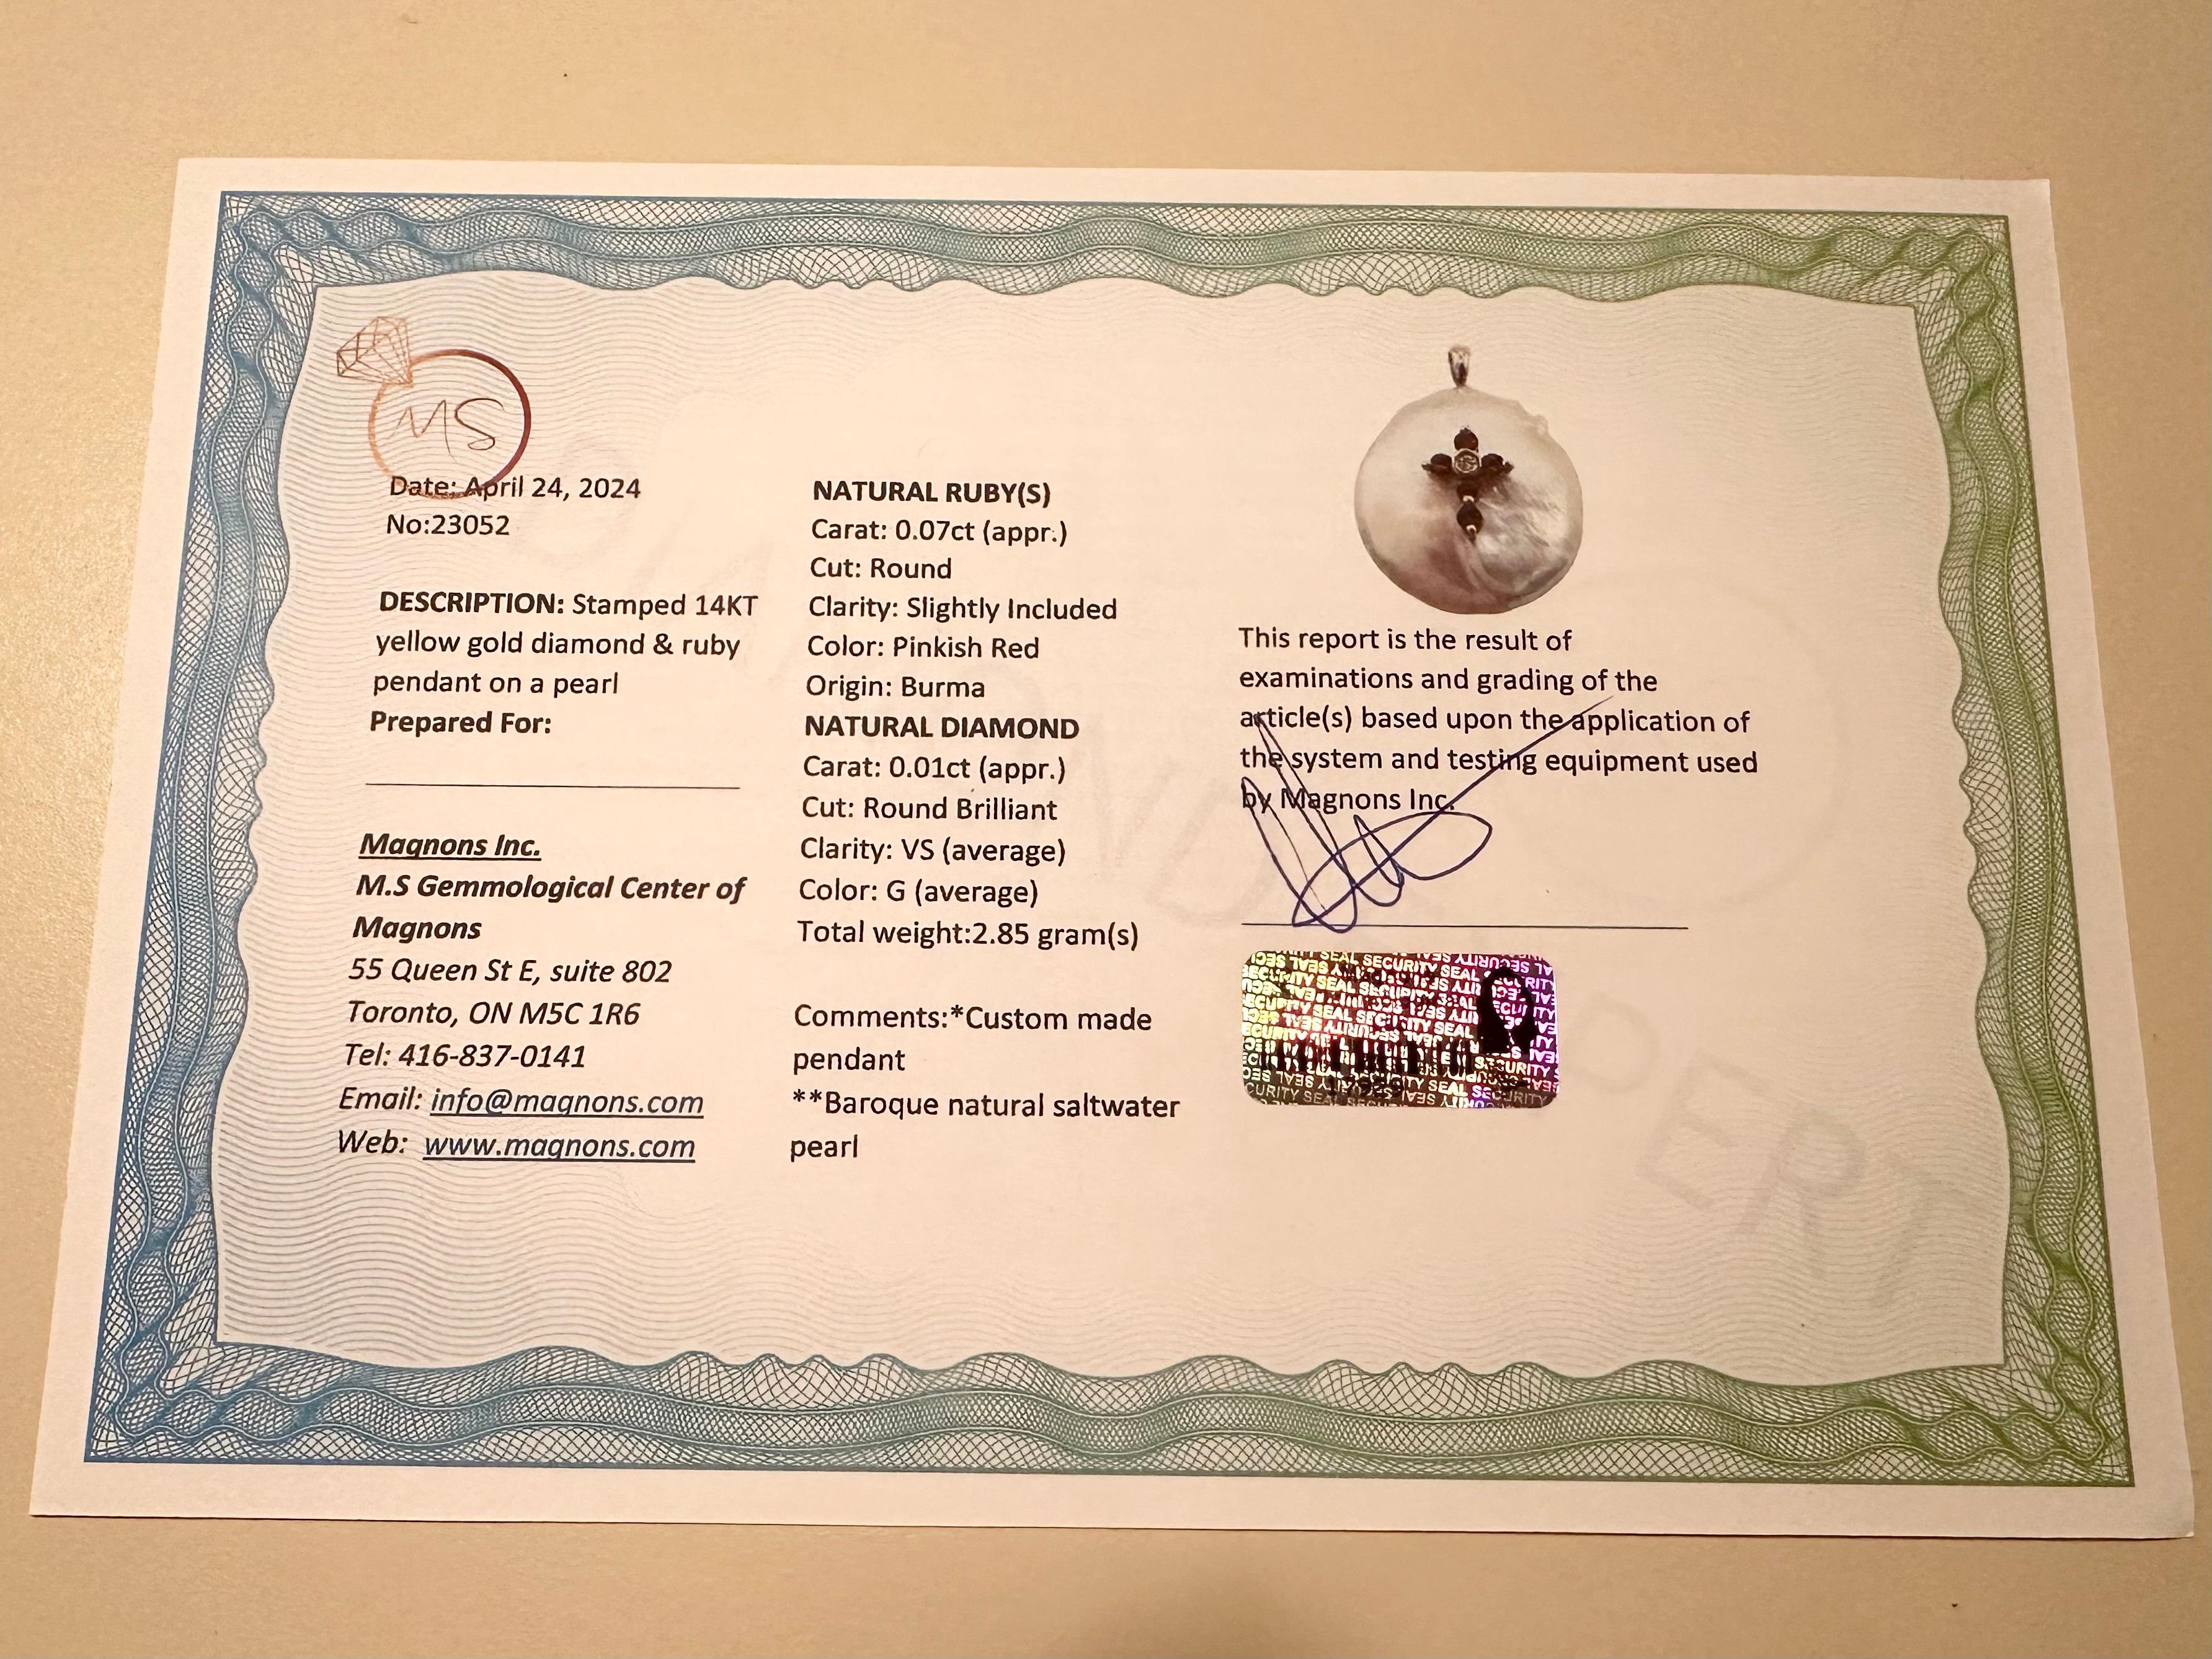 MS
Date: April 24, 2024
No:23052
DESCRIPTION: Stamped 14KT
yellow gold diamond & ruby
pendant on a pearl
Prepared For:
Magnons Inc.
M.S Gemmological Center of
Magnons
55 Queen St E, suite 802
Toronto, ON M5C 1R6
Tel: 416-837-0141
Email: info@magnons.com
Web: www.magnons.com
NATURAL RUBY(S)
Carat: 0.07ct (appr.)
Cut: Round
Clarity: Slightly Included
Color: Pinkish Red
Origin: Burma
NATURAL DIAMOND
Carat: 0.01ct (appr.)
Cut: Round Brilliant
Clarity: VS (average)
Color: G (average)
Total weight:2.85 gram(s)
Comments:*Custom made
pendant
**Baroque natural saltwater
pearl
This report is the result of
examinations and grading of the
article(s) based upon the application of
the system and testing equipment used
by Magnons Inc.
SECURITY SEAL